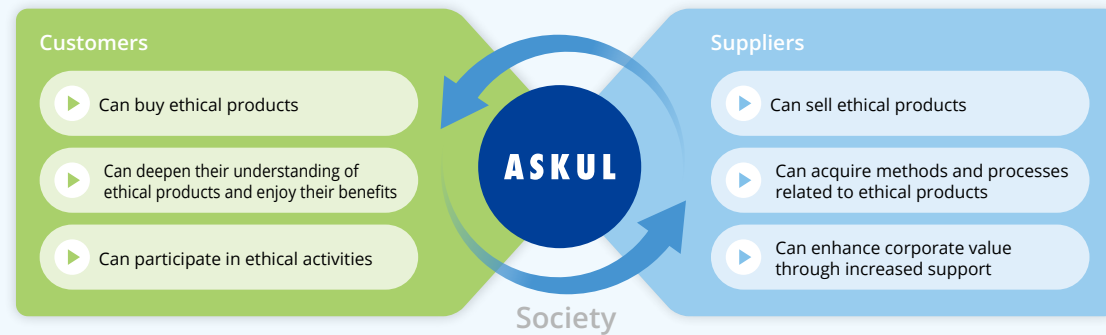 Customers
Can buy ethical products
Can deepen their understanding of
ethical products and enjoy their benefits
Can participate in ethical activities
ASKUL
Society
Suppliers
Can sell ethical products
Can acquire methods and processes
related to ethical products
Can enhance corporate value
through increased support